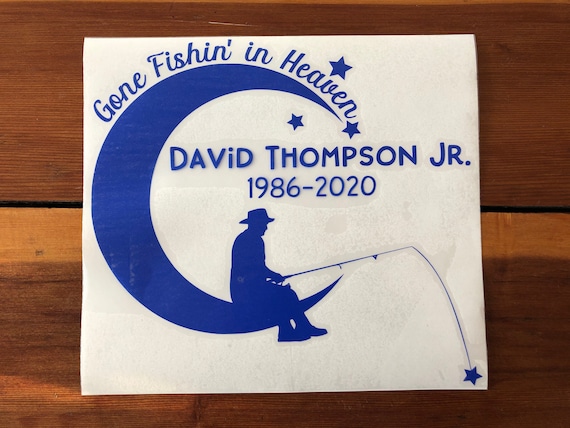 Gone Fishin' in Heaven
DAViD THOMPSON JR.
1986-2020